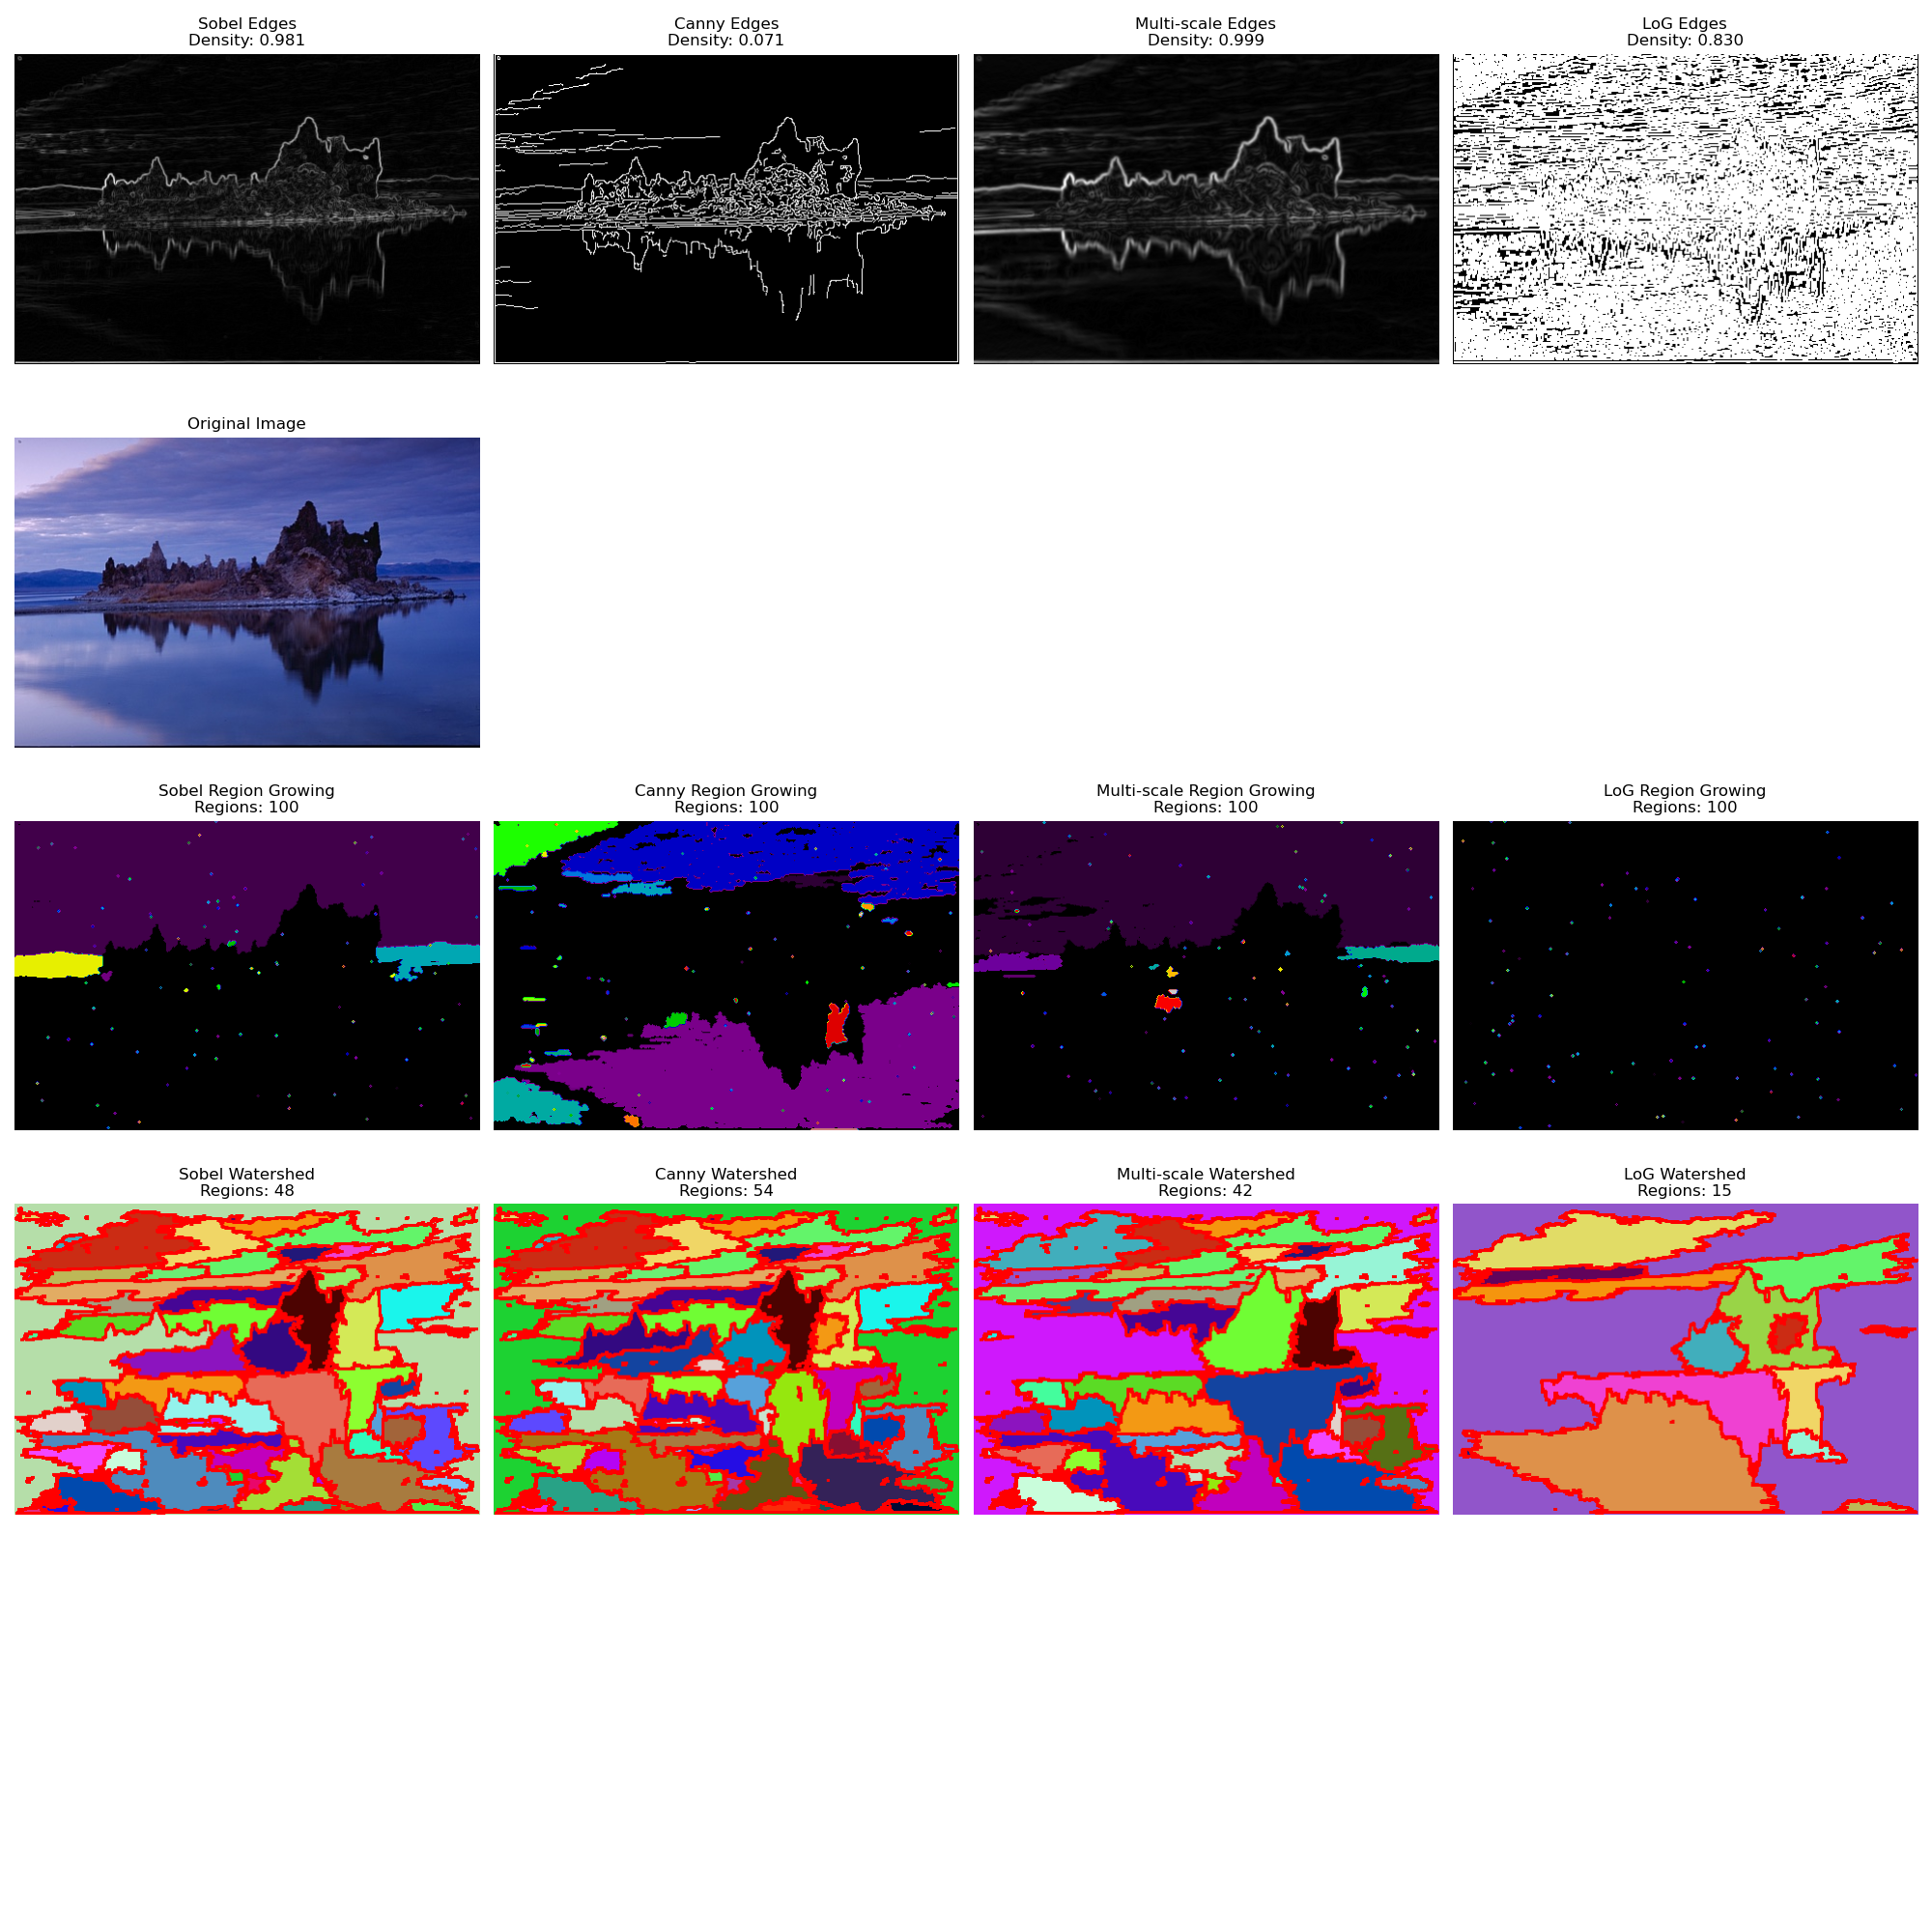 Sobel Edges
Density: 0.981
Canny Edges
Density: 0.071
Multi-scale Edges
Density: 0.999
LoG Edges
Density: 0.830
Original Image
Sobel Region Growing
Regions: 100
Canny Region Growing
Regions: 100
Multi-scale Region Growing
Regions: 100
LoG Region Growing
Regions: 100
Sobel Watershed
Regions: 48
Canny Watershed
Regions: 54
Multi-scale Watershed
Regions: 42
LoG Watershed
Regions: 15